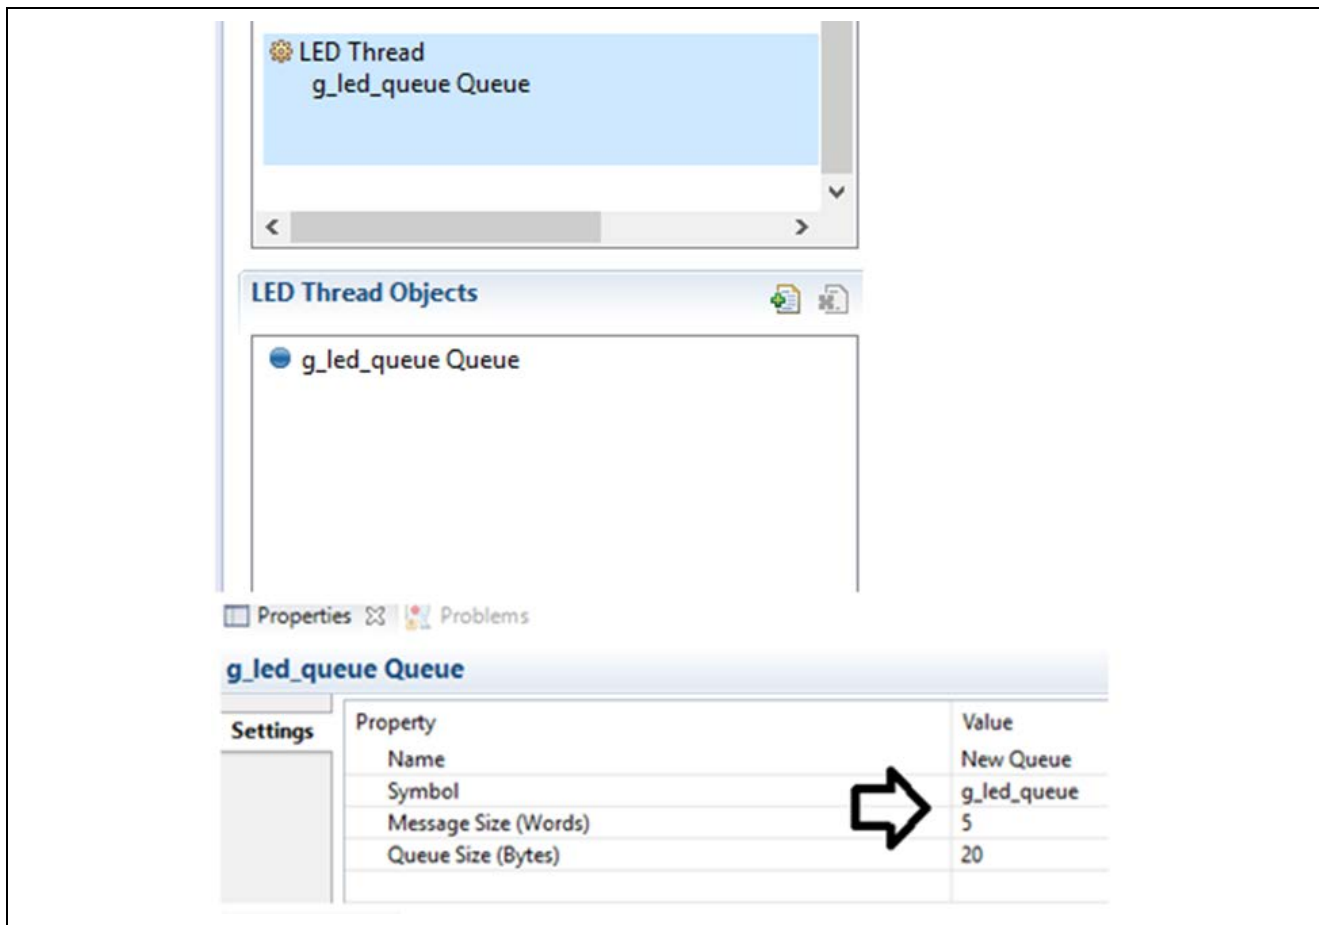 LED Thread
g_led_queue Queue
LED Thread Objects
g_led_queue Queue
Properties Problems
g_led_queue Queue
Settings
Property Value
Name New Queue
Symbol g_led_queue
Message Size (Words) 5
Queue Size (Bytes) 20